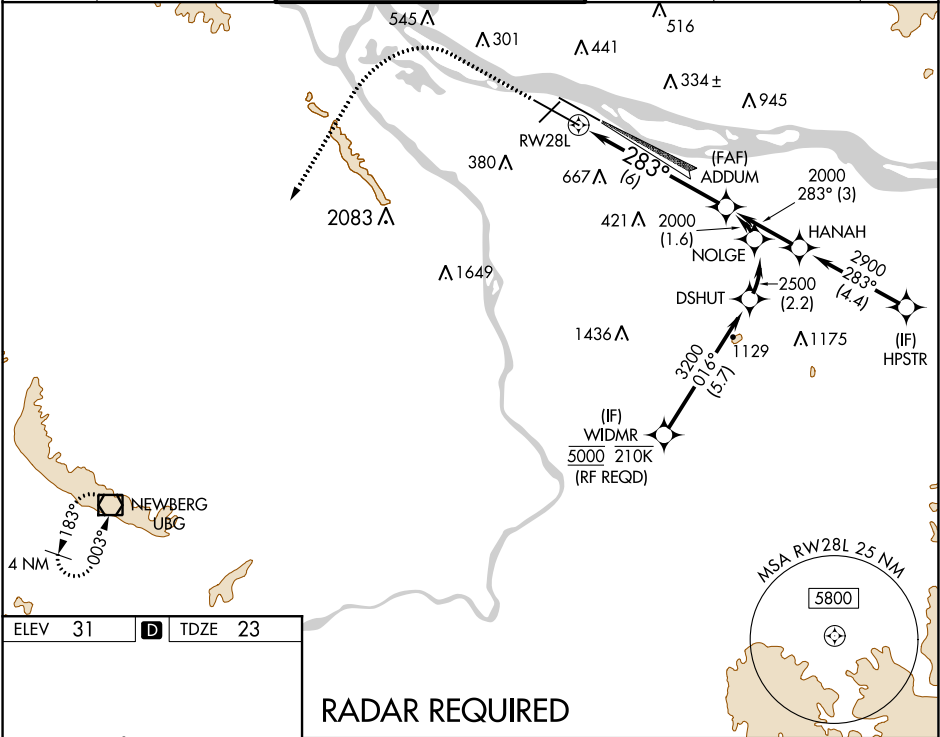 545
301
516
441
334 ±
945
RW28L
380
667
283°
(6)
(FAF)
ADDUM
2000
283° (3)
2083
421
2000
(1.6)
NOLGE
HANAH
1649
2900
283°
(4.4)
DSHUT
2500
(2.2)
1436
1129
1175
(IF)
HPSTR
3200
016°
(5.7)
(IF)
WIDMR
5000 210K
(RF REQD)
NEWBERG
UBG
183°
003°
4 NM
MSA RW28L 25 NM
5800
ELEV 31 D TDZE 23
RADAR REQUIRED